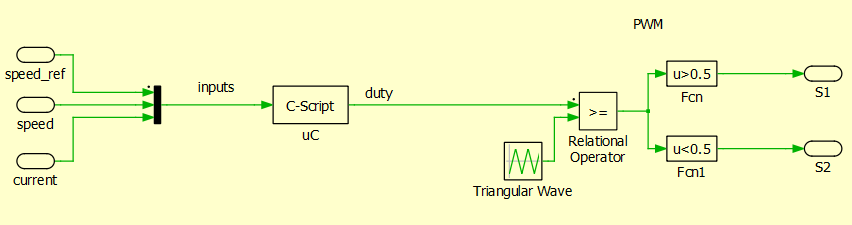 PWM
speed_ref
inputs
C-Script
duty
>=
u>0.5
Fcn
S1
speed
uC
Relational
Operator
u<0.5
Fcn1
S2
current
Triangular Wave